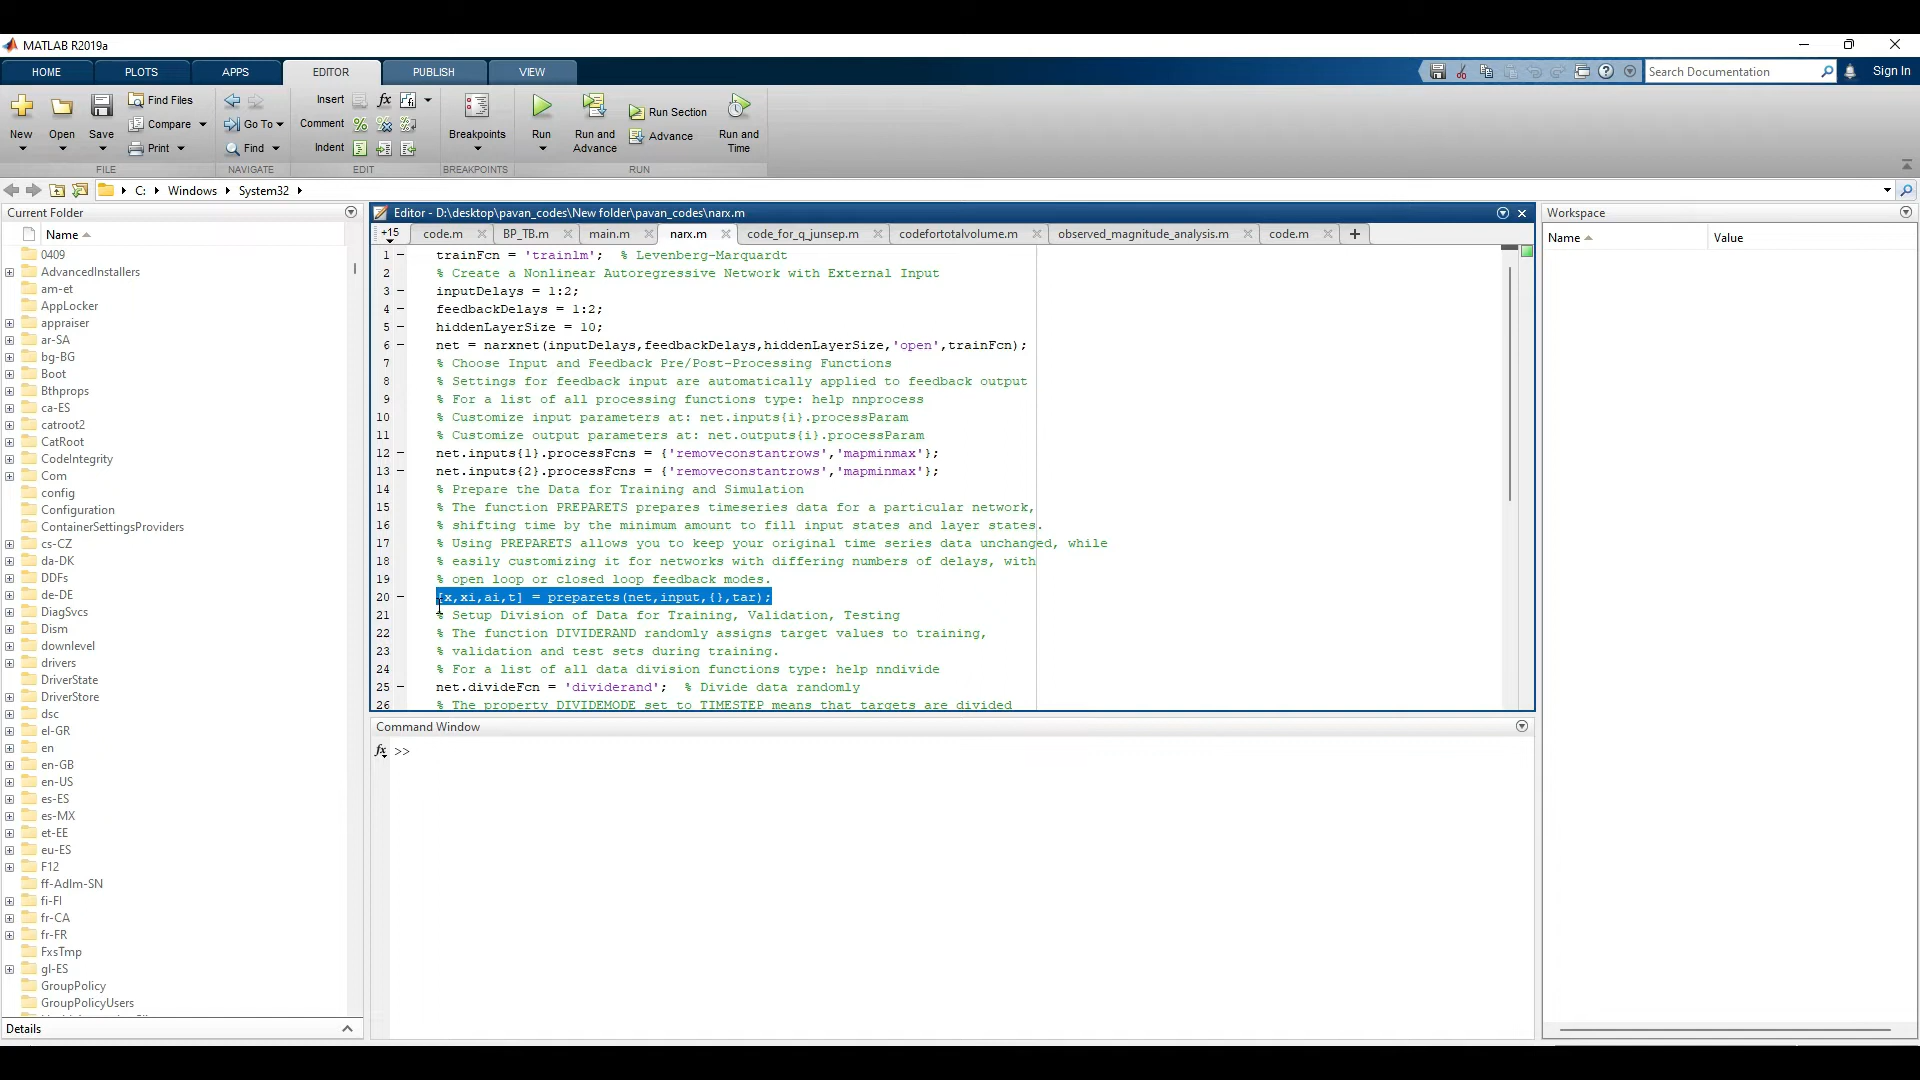 MATLAB R2019a
HOME PLOTS APPS EDITOR PUBLISH VIEW
Search Documentation
Sign In
New
Open
Save
Find Files
Compare
Print
FILE
Go To
Find
NAVIGATE
Insert
Comment
Indent
EDIT
Breakpoints
BREAKPOINTS
Run
Run and
Advance
Run Section
Advance
Run and
Time
RUN
C: Windows System32
Current Folder
Name
0409
AdvancedInstallers
am-et
AppLocker
appraiser
ar-SA
bg-BG
Boot
Bthprops
ca-ES
catroot2
CatRoot
CodeIntegrity
Com
config
Configuration
ContainerSettingsProviders
cs-CZ
da-DK
DDFs
de-DE
DiagSvcs
Dism
downlevel
drivers
DriverState
DriverStore
dsc
el-GR
en
en-GB
en-US
es-ES
es-MX
et-EE
eu-ES
F12
ff-Adlm-SN
fi-FI
fr-CA
fr-FR
FxsTmp
gl-ES
GroupPolicy
GroupPolicyUsers
Details
Editor - D:\desktop\pavan_codes\New folder\pavan_codes\narx.m
+15 code.m BP_TB.m main.m narx.m code_for_q_junsep.m codefortotalvolume.m observed_magnitude_analysis.m code.m
1 trainFcn = 'trainlm'; % Levenberg-Marquardt
2 % Create a Nonlinear Autoregressive Network with External Input
3 inputDelays = 1:2;
4 feedbackDelays = 1:2;
5 hiddenLayerSize = 10;
6 net = narxnet(inputDelays,feedbackDelays,hiddenLayerSize,'open',trainFcn);
7 % Choose Input and Feedback Pre/Post-Processing Functions
8 % Settings for feedback input are automatically applied to feedback output
9 % For a list of all processing functions type: help nnprocess
10 % Customize input parameters at: net.inputs{i}.processParam
11 % Customize output parameters at: net.outputs{i}.processParam
12 net.inputs{1}.processFcns = {'removeconstantrows','mapminmax'};
13 net.inputs{2}.processFcns = {'removeconstantrows','mapminmax'};
14 % Prepare the Data for Training and Simulation
15 % The function PREPARETS prepares timeseries data for a particular network,
16 % shifting time by the minimum amount to fill input states and layer states.
17 % Using PREPARETS allows you to keep your original time series data unchanged, while
18 % easily customizing it for networks with differing numbers of delays, with
19 % open loop or closed loop feedback modes.
20 [x,xi,ai,t] = preparets(net,input,{},tar);
21 % Setup Division of Data for Training, Validation, Testing
22 % The function DIVIDERAND randomly assigns target values to training,
23 % validation and test sets during training.
24 % For a list of all data division functions type: help nndivide
25 net.divideFcn = 'dividerand'; % Divide data randomly
26 % The property DIVIDEMODE set to TIMESTEP means that targets are divided
Command Window
fx >>
Workspace
Name Value